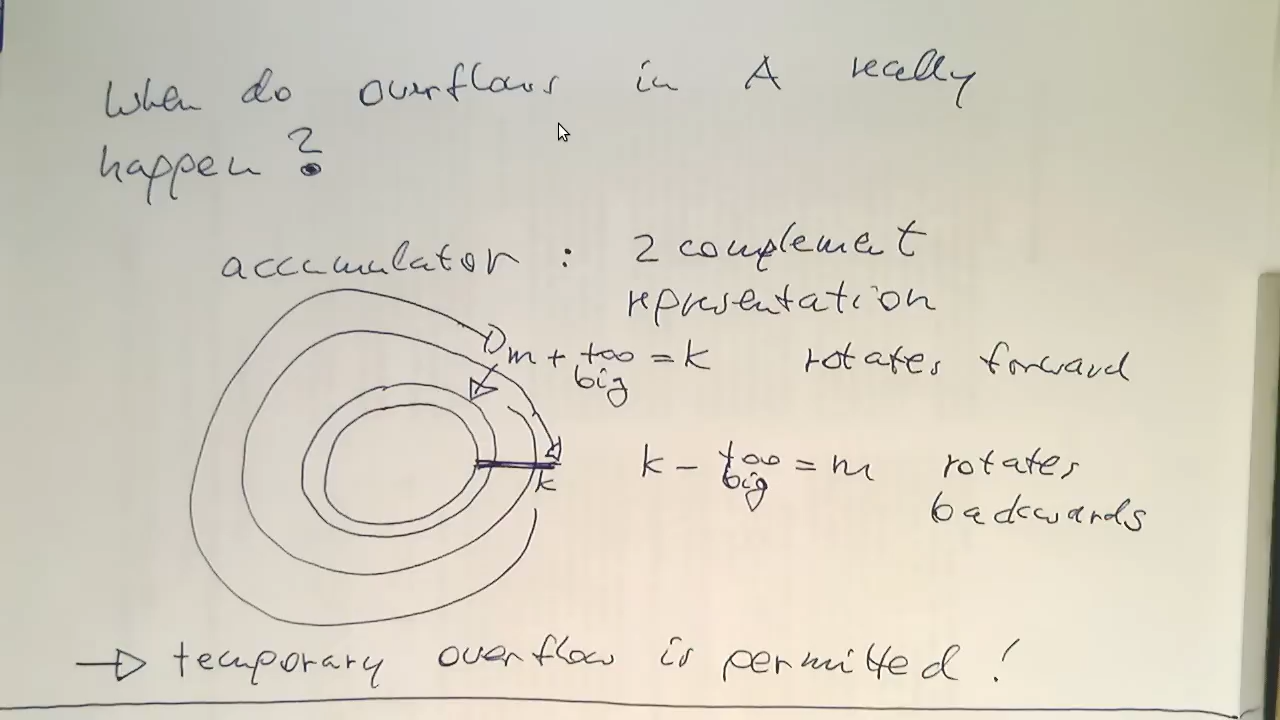 When do overflows in A really
happen ?
accumulator : 2 complement
representation
m + too big = k rotates forward
k - too big = m rotates
backwards
k
→ temporary overflow is permitted !